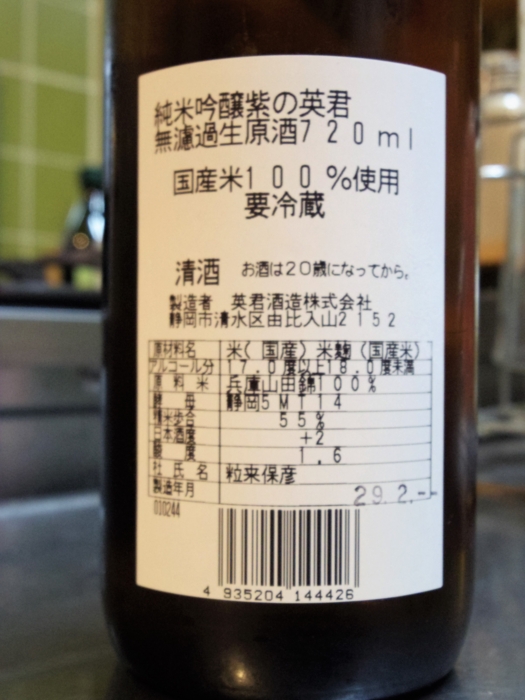 純米吟醸紫の英君
無濾過生原酒720ml
国産米100%使用
要冷蔵
清酒 お酒は20歳になってから。
製造者 英君酒造株式会社
静岡市清水区由比入山2152
原材料名 米(国産)米麹(国産米)
アルコール分 17.0度以上18.0度未満
原料米 兵庫山田錦100%
酵母 静岡5MT14
精米歩合 55%
日本酒度 +2
酸度 1.6
杜氏名 粒来保彦
製造年月 29.2.--
030244
4 935204 144426